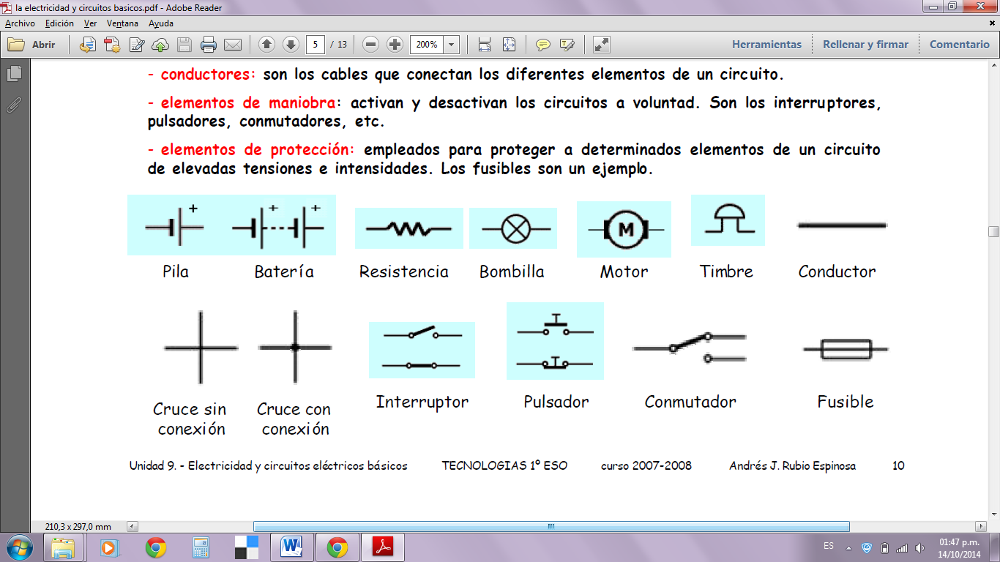 la electricidad y circuitos basicos.pdf - Adobe Reader
Archivo Edición Ver Ventana Ayuda
Abrir 5 / 13 200% Herramientas Rellenar y firmar Comentario
- conductores: son los cables que conectan los diferentes elementos de un circuito.
- elementos de maniobra: activan y desactivan los circuitos a voluntad. Son los interruptores,
pulsadores, conmutadores, etc.
- elementos de protección: empleados para proteger a determinados elementos de un circuito
de elevadas tensiones e intensidades. Los fusibles son un ejemplo.
+ + +
M
Pila Batería Resistencia Bombilla Motor Timbre Conductor
Cruce sin
conexión
Cruce con
conexión
Interruptor Pulsador Conmutador Fusible
Unidad 9. - Electricidad y circuitos eléctricos básicos TECNOLOGIAS 1º ESO curso 2007-2008 Andrés J. Rubio Espinosa 10
210,3 x 297,0 mm
ES 01:47 p.m.
14/10/2014